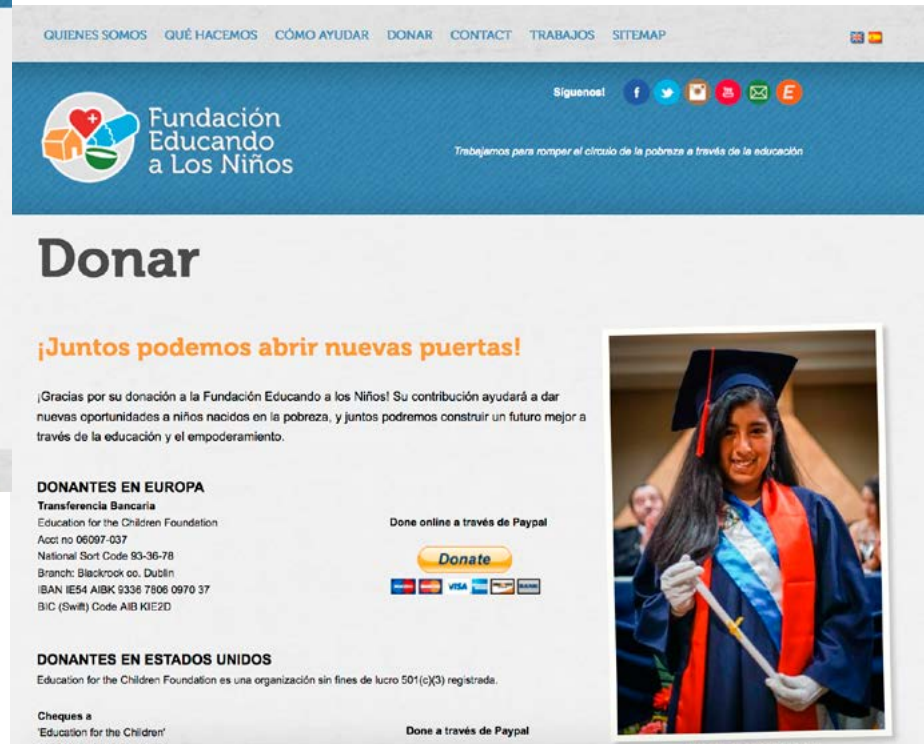 QUIENES SOMOS QUÉ HACEMOS CÓMO AYUDAR DONAR CONTACT TRABAJOS SITEMAP
Síguenos!
Fundación
Educando
a Los Niños
Trabajamos para romper el círculo de la pobreza a través de la educación
Donar
¡Juntos podemos abrir nuevas puertas!
¡Gracias por su donación a la Fundación Educando a los Niños! Su contribución ayudará a dar
nuevas oportunidades a niños nacidos en la pobreza, y juntos podremos construir un futuro mejor a
través de la educación y el empoderamiento.
DONANTES EN EUROPA
Transferencia Bancaria
Education for the Children Foundation
Acct no 06097-037
National Sort Code 93-36-78
Branch: Blackrock co. Dublin
IBAN IE54 AIBK 9336 7806 0970 37
BIC (Swift) Code AIB KIE2D
Done online a través de Paypal
Donate
VISA
DONANTES EN ESTADOS UNIDOS
Education for the Children Foundation es una organización sin fines de lucro 501(c)(3) registrada.
Cheques a
'Education for the Children'
Done a través de Paypal